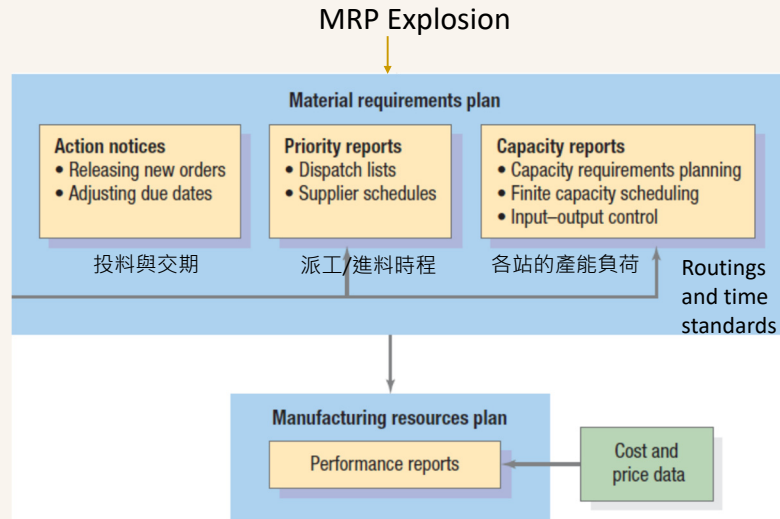 MRP Explosion
Material requirements plan
Action notices
• Releasing new orders
• Adjusting due dates
Priority reports
• Dispatch lists
• Supplier schedules
Capacity reports
• Capacity requirements planning
• Finite capacity scheduling
• Input–output control
投料與交期
派工/進料時程
各站的產能負荷
Routings
and time
standards
Manufacturing resources plan
Performance reports
Cost and
price data